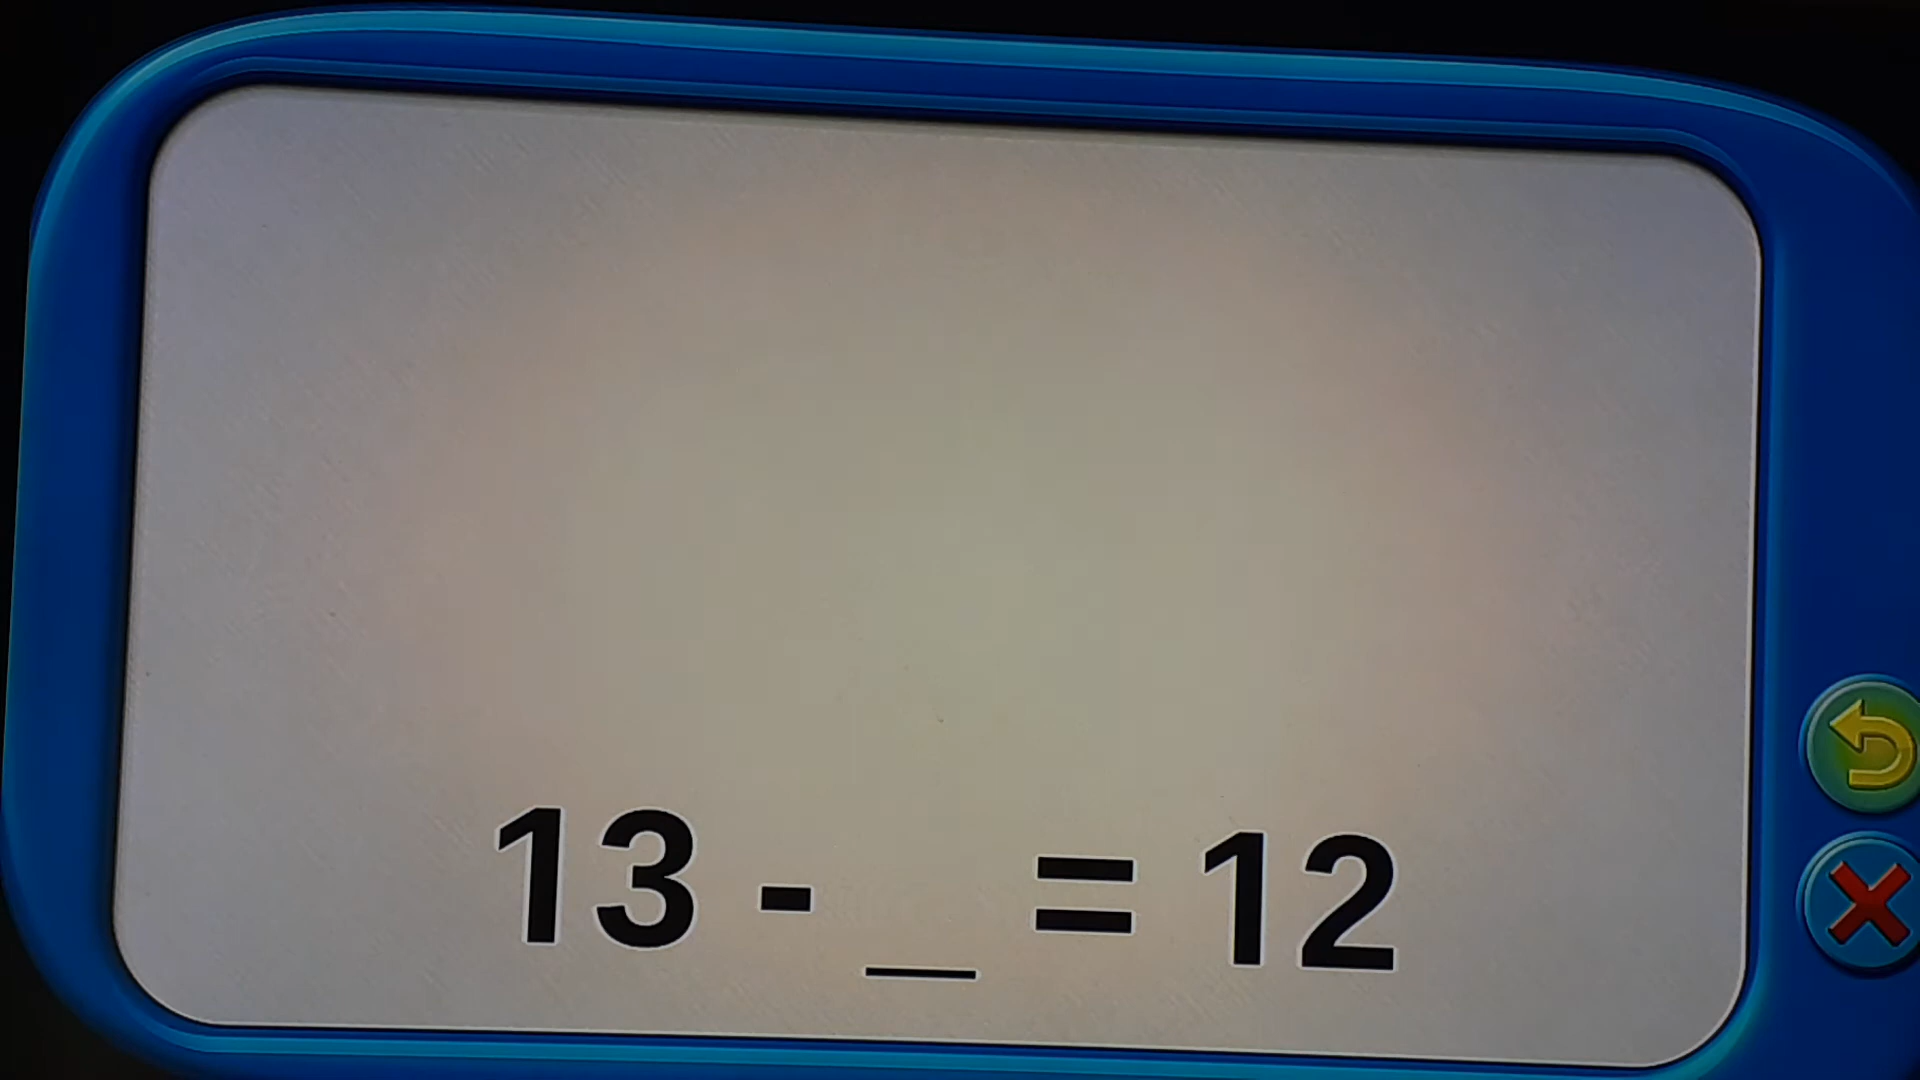 13 - _ = 12